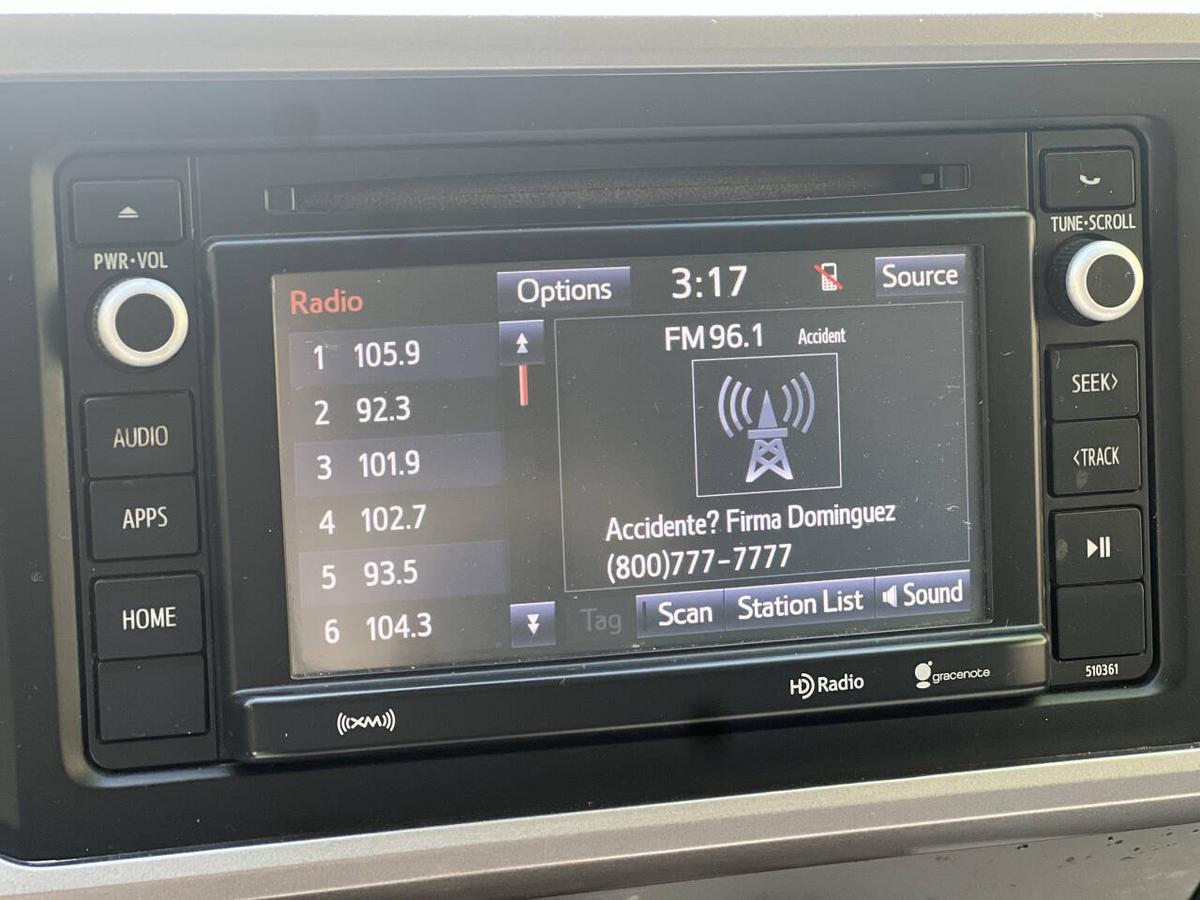 PWR•VOL
AUDIO
APPS
HOME
Radio
Options
3:17
Source
1 105.9
2 92.3
3 101.9
4 102.7
5 93.5
6 104.3
FM 96.1 Accident
Accidente? Firma Dominguez
(800)777-7777
Tag
Scan
Station List
Sound
TUNE•SCROLL
SEEK>
<TRACK
510361
((XM))
HD Radio
gracenote